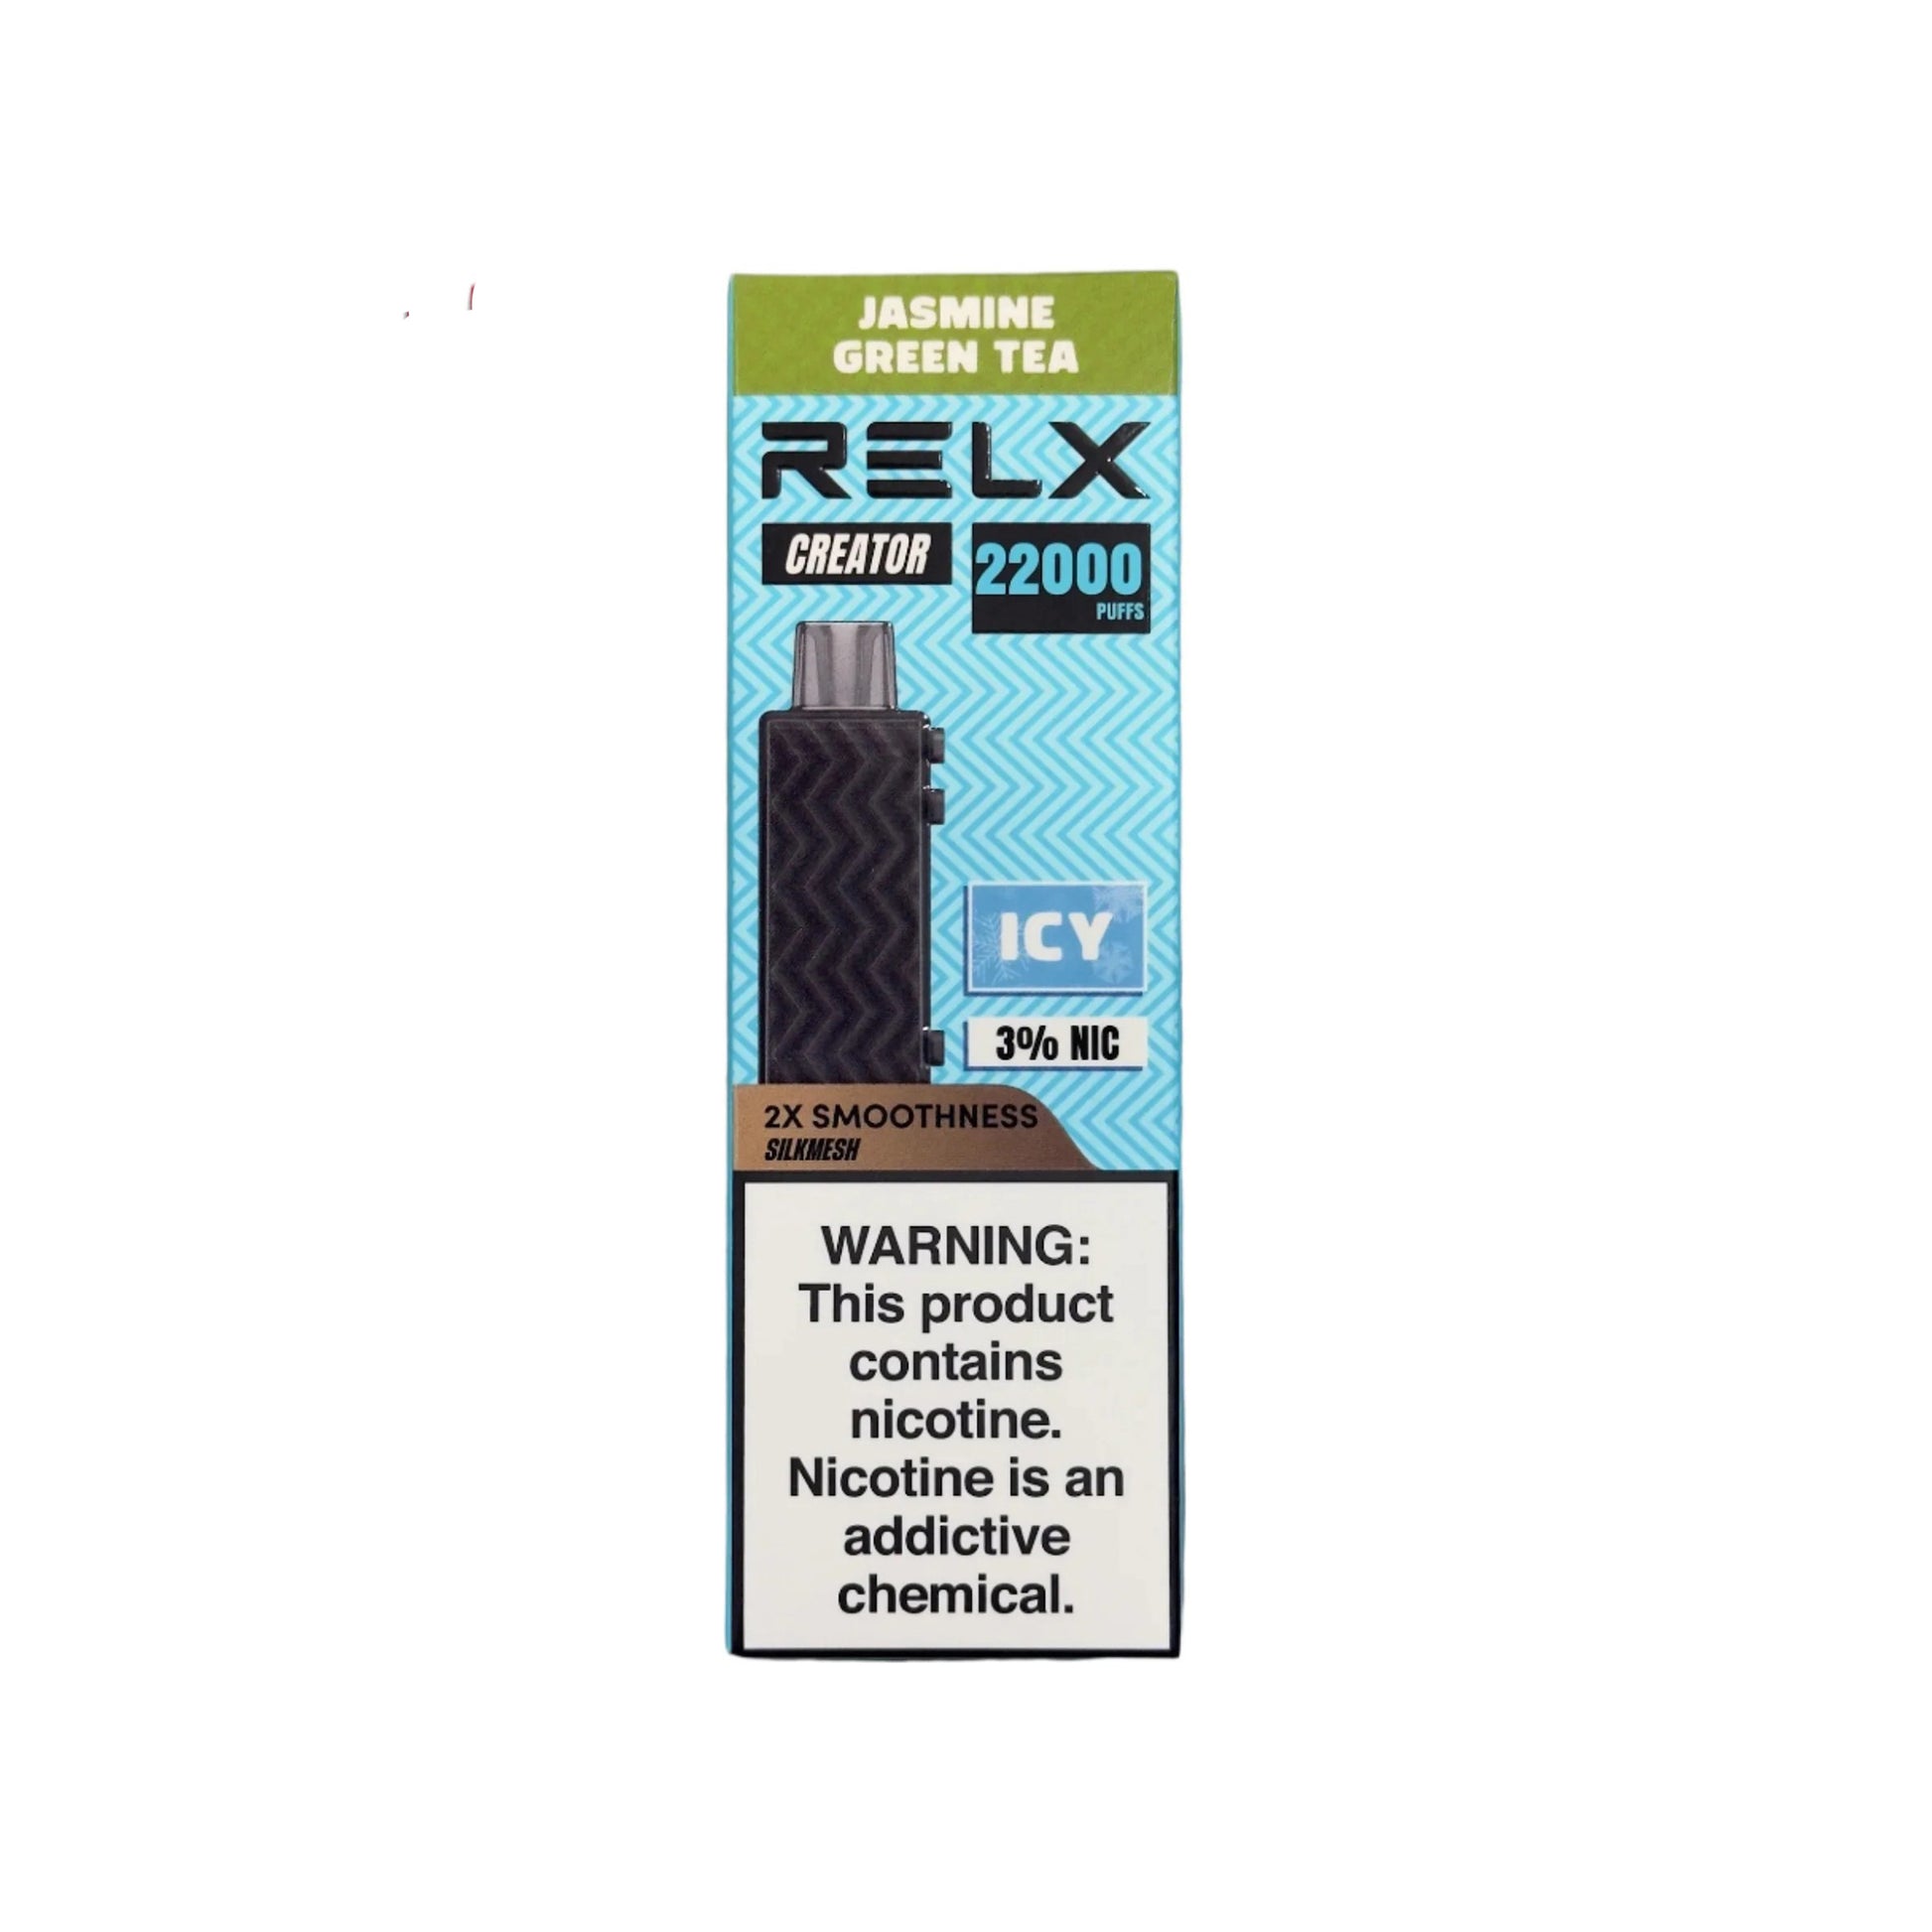 JASMINE
GREEN TEA
RELX
CREATOR
22000
PUFFS
ICY
3% NIC
2X SMOOTHNESS
SILKMESH
WARNING:
This product
contains
nicotine.
Nicotine is an
addictive
chemical.